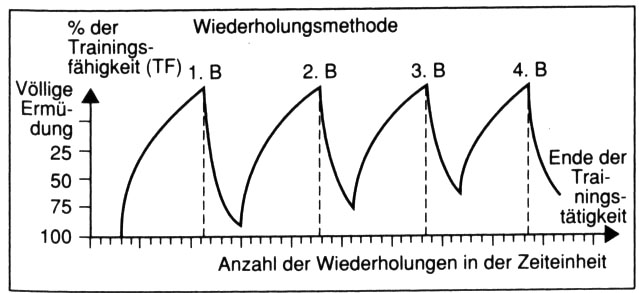 % der
Trainings-
fähigkeit (TF)
Wiederholungsmethode
1. B
2. B
3. B
4. B
Völlige
Ermü-
dung
25
50
75
100
Ende der
Trai-
nings-
tätigkeit
Anzahl der Wiederholungen in der Zeiteinheit